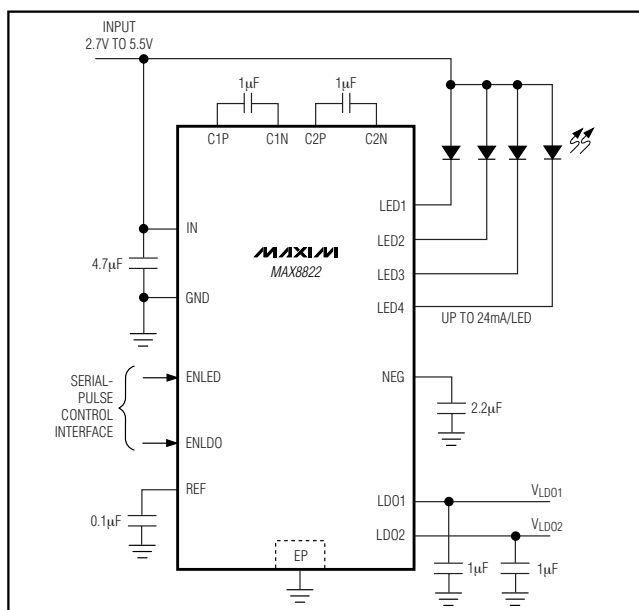 INPUT
2.7V TO 5.5V
1μF
1μF
C1P
C1N
C2P
C2N
LED1
LED2
LED3
LED4
UP TO 24mA/LED
IN
4.7μF
GND
MAXIM
MAX8822
SERIAL-
PULSE
CONTROL
INTERFACE
ENLED
ENLDO
NEG
2.2μF
REF
0.1μF
LDO1
VLDO1
LDO2
VLDO2
1μF
1μF
EP